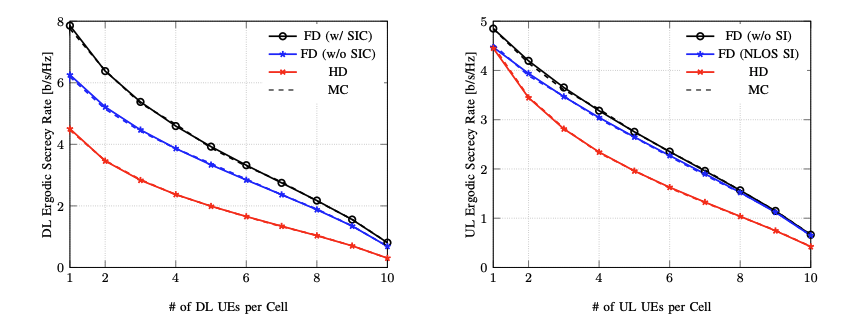 DL Ergodic Secrecy Rate [b/s/Hz]
8
6
4
2
0
1
2
4
6
8
10
# of DL UEs per Cell
FD (w/ SIC)
FD (w/o SIC)
HD
MC
UL Ergodic Secrecy Rate [b/s/Hz]
5
4
3
2
1
0
1
2
4
6
8
10
# of UL UEs per Cell
FD (w/o SI)
FD (NLOS SI)
HD
MC